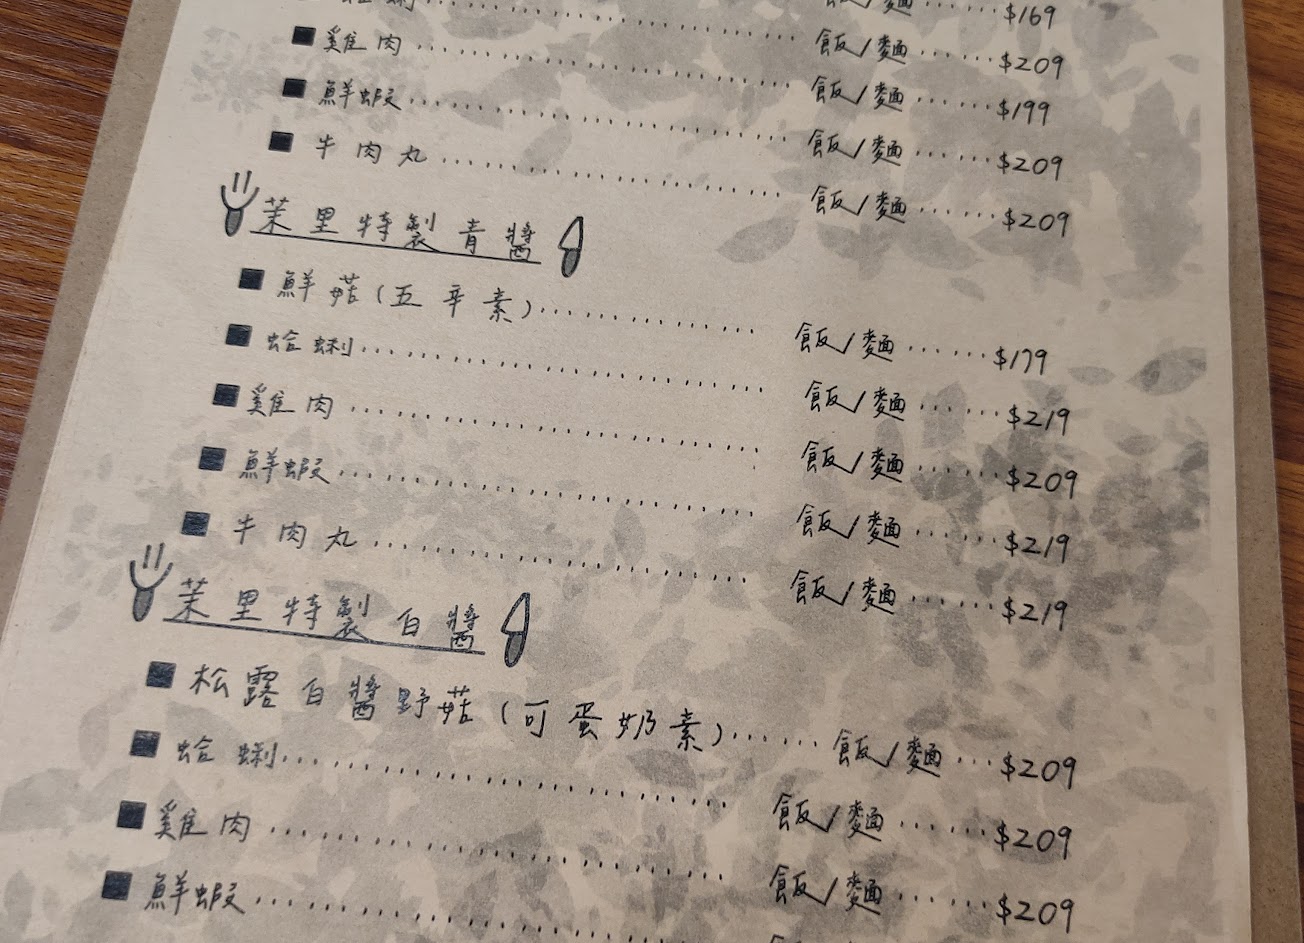 飯/麵......$169
蛤蜊..............................飯/麵......$209
■ 雞肉..............................飯/麵......$199
■ 鮮蝦..............................飯/麵......$209
■ 牛肉丸..............................飯/麵......$209
茉里特製青醬
■ 鮮菇(五辛素)..................飯/麵......$179
■ 蛤蜊..............................飯/麵......$219
■ 雞肉..............................飯/麵......$209
■ 鮮蝦..............................飯/麵......$219
■ 牛肉丸..............................飯/麵......$219
茉里特製白醬
■ 松露白醬野菇(可蛋奶素)......飯/麵...$209
■ 蛤蜊..............................飯/麵......$209
■ 雞肉..............................飯/麵......$209
■ 鮮蝦..............................